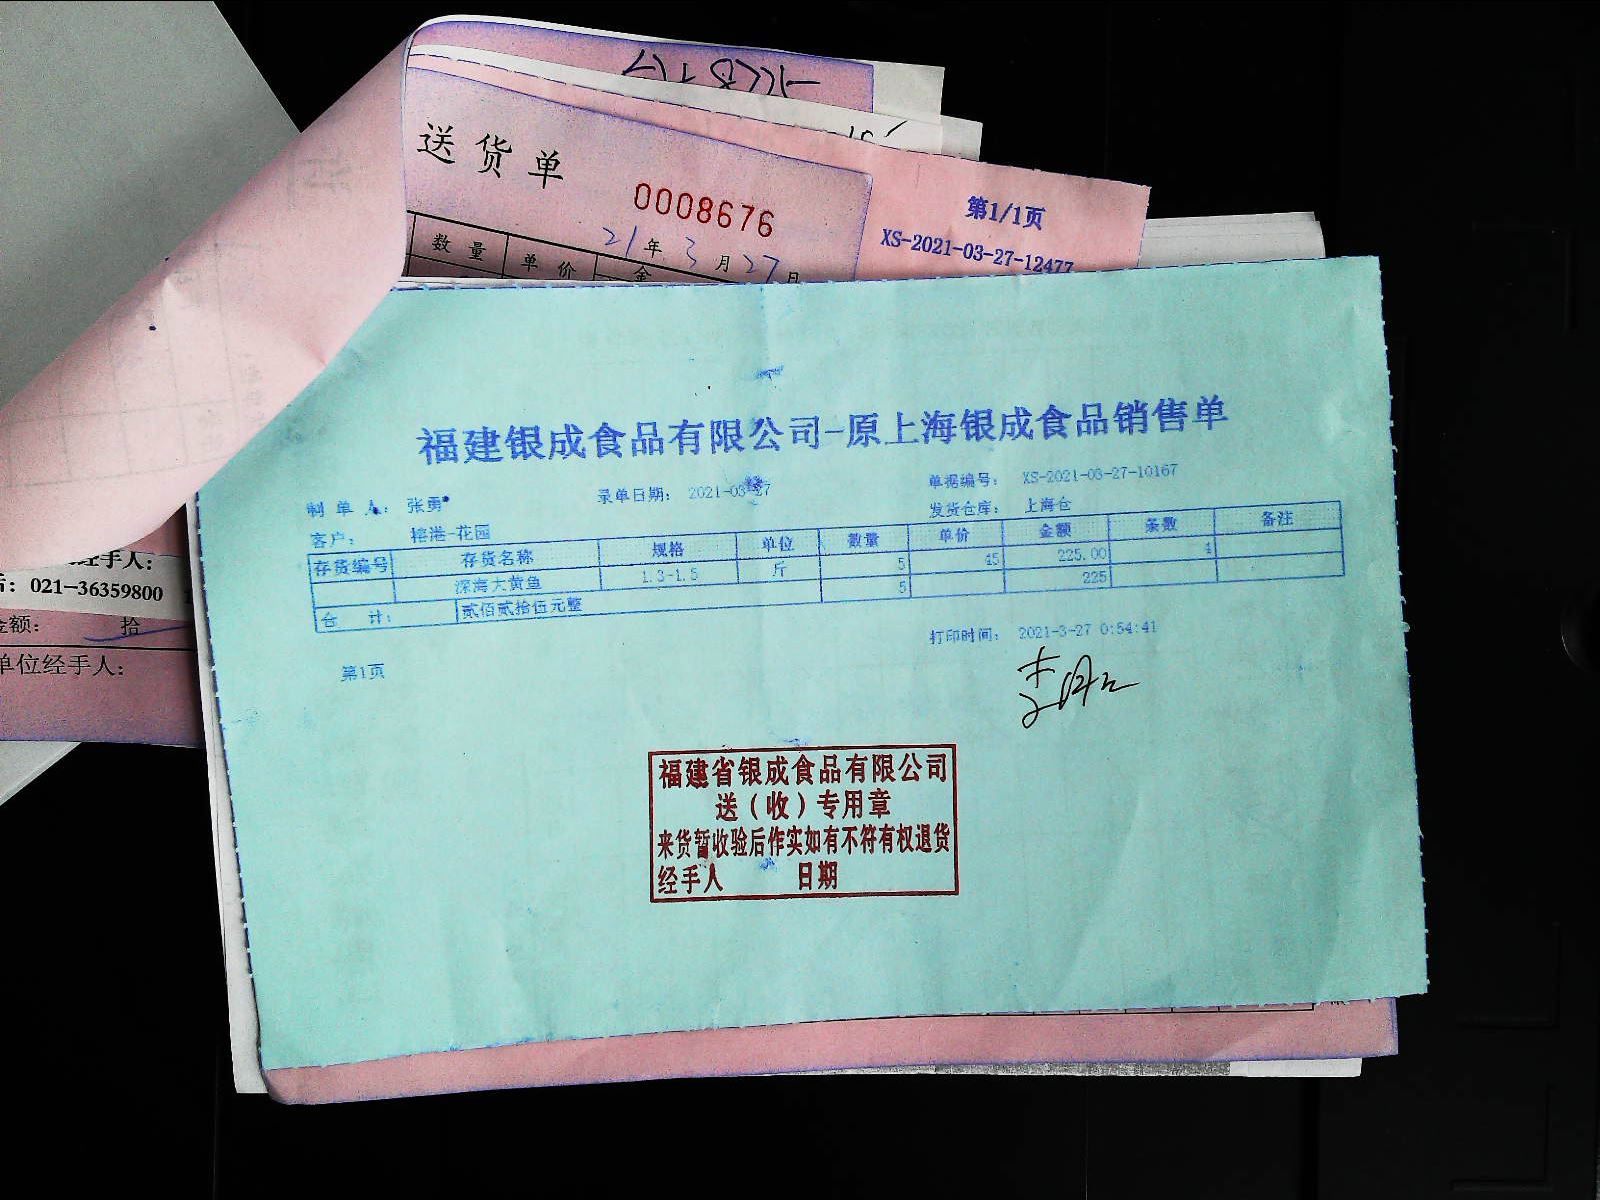 送货单
0008676
21年3月27日
数量 单价 金
第1/1页
XS-2021-03-27-12477
福建银成食品有限公司-原上海银成食品销售单
制单人： 张勇 录单日期： 2021-03-27 单据编号： XS-2021-03-27-10167
客户： 榕港-花园 发货仓库： 上海仓
存货编号 存货名称 规格 单位 数量 单价 金额 条数 备注
深海大黄鱼 1.3-1.5 斤 5 45 225.00 4
合 计： 贰佰贰拾伍元整 5 225
第1页
打印时间： 2021-3-27 0:54:41
福建省银成食品有限公司
送（收）专用章
来货暂收验后作实如有不符有权退货
经手人 日期
经手人：
：021-36359800
金额： 拾
单位经手人：